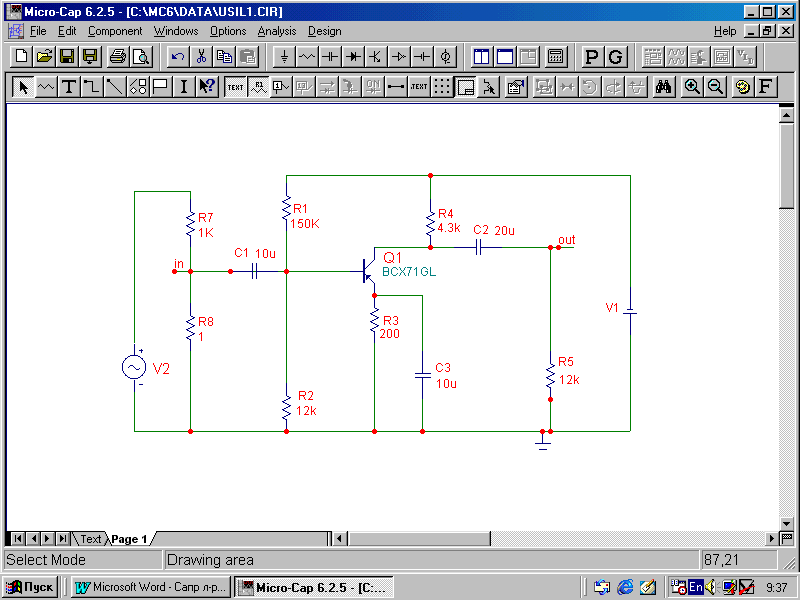 Micro-Cap 6.2.5 - [C:\MC6\DATA\USIL1.CIR]
File Edit Component Windows Options Analysis Design Help
P G
T I ? TEXT R1 ON .TEXT F
R7
1K
R1
150K
R4
4.3k
C2 20u
out
in
C1 10u
Q1
BCX71GL
R8
1
R3
200
V1
V2
C3
10u
R5
12k
R2
12k
Text Page 1
Select Mode Drawing area 87,21
Пуск Microsoft Word - Сапр л-р... Micro-Cap 6.2.5 - [C:... En 9:37